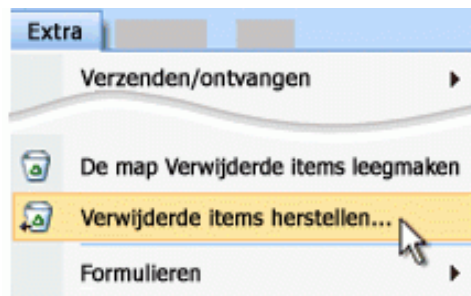 Extra
Verzenden/ontvangen
De map Verwijderde items leegmaken
Verwijderde items herstellen...
Formulieren